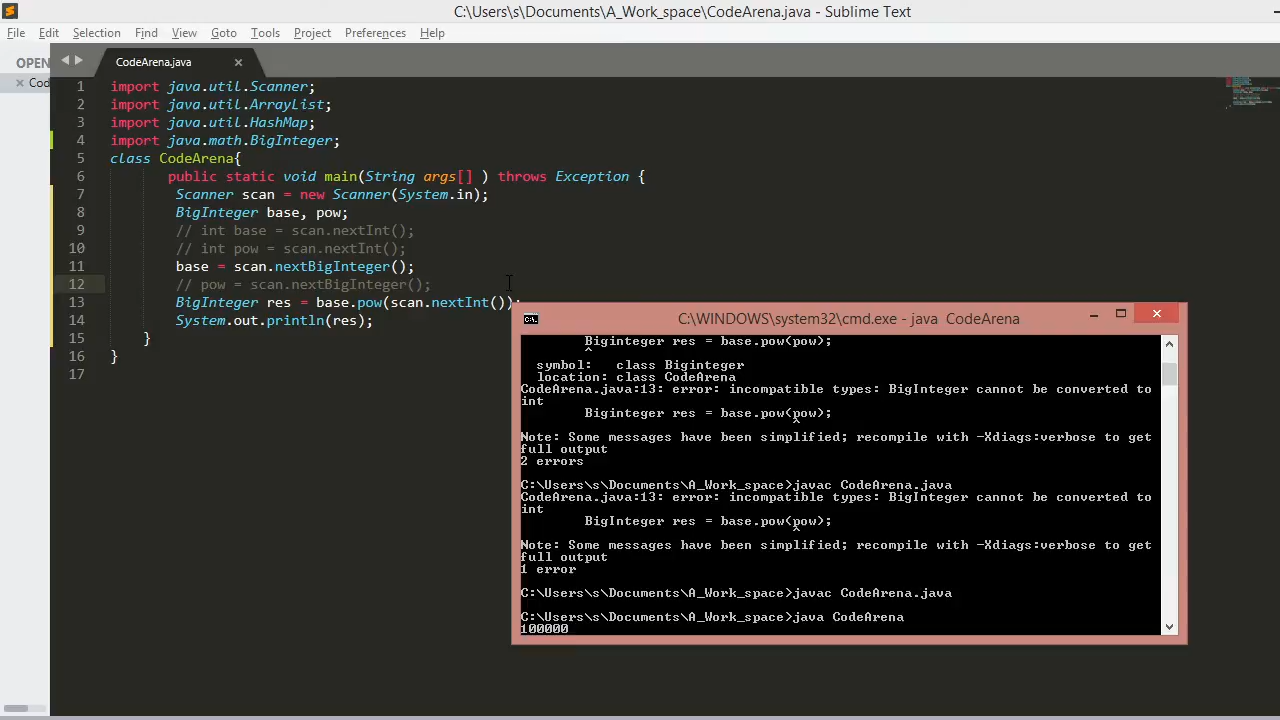 C:\Users\s\Documents\A_Work_space\CodeArena.java - Sublime Text
File Edit Selection Find View Goto Tools Project Preferences Help
OPEN
Cod
CodeArena.java
1 import java.util.Scanner;
2 import java.util.ArrayList;
3 import java.util.HashMap;
4 import java.math.BigInteger;
5 class CodeArena{
6 public static void main(String args[] ) throws Exception {
7 Scanner scan = new Scanner(System.in);
8 BigInteger base, pow;
9 // int base = scan.nextInt();
10 // int pow = scan.nextInt();
11 base = scan.nextBigInteger();
12 // pow = scan.nextBigInteger();
13 BigInteger res = base.pow(scan.nextInt());
14 System.out.println(res);
15 }
16 }
17
C:\WINDOWS\system32\cmd.exe - java CodeArena
Biginteger res = base.pow(pow);
^
symbol: class Biginteger
location: class CodeArena
CodeArena.java:13: error: incompatible types: BigInteger cannot be converted to
int
Biginteger res = base.pow(pow);
^
Note: Some messages have been simplified; recompile with -Xdiags:verbose to get
full output
2 errors
C:\Users\s\Documents\A_Work_space>javac CodeArena.java
CodeArena.java:13: error: incompatible types: BigInteger cannot be converted to
int
BigInteger res = base.pow(pow);
^
Note: Some messages have been simplified; recompile with -Xdiags:verbose to get
full output
1 error
C:\Users\s\Documents\A_Work_space>javac CodeArena.java
C:\Users\s\Documents\A_Work_space>java CodeArena
100000